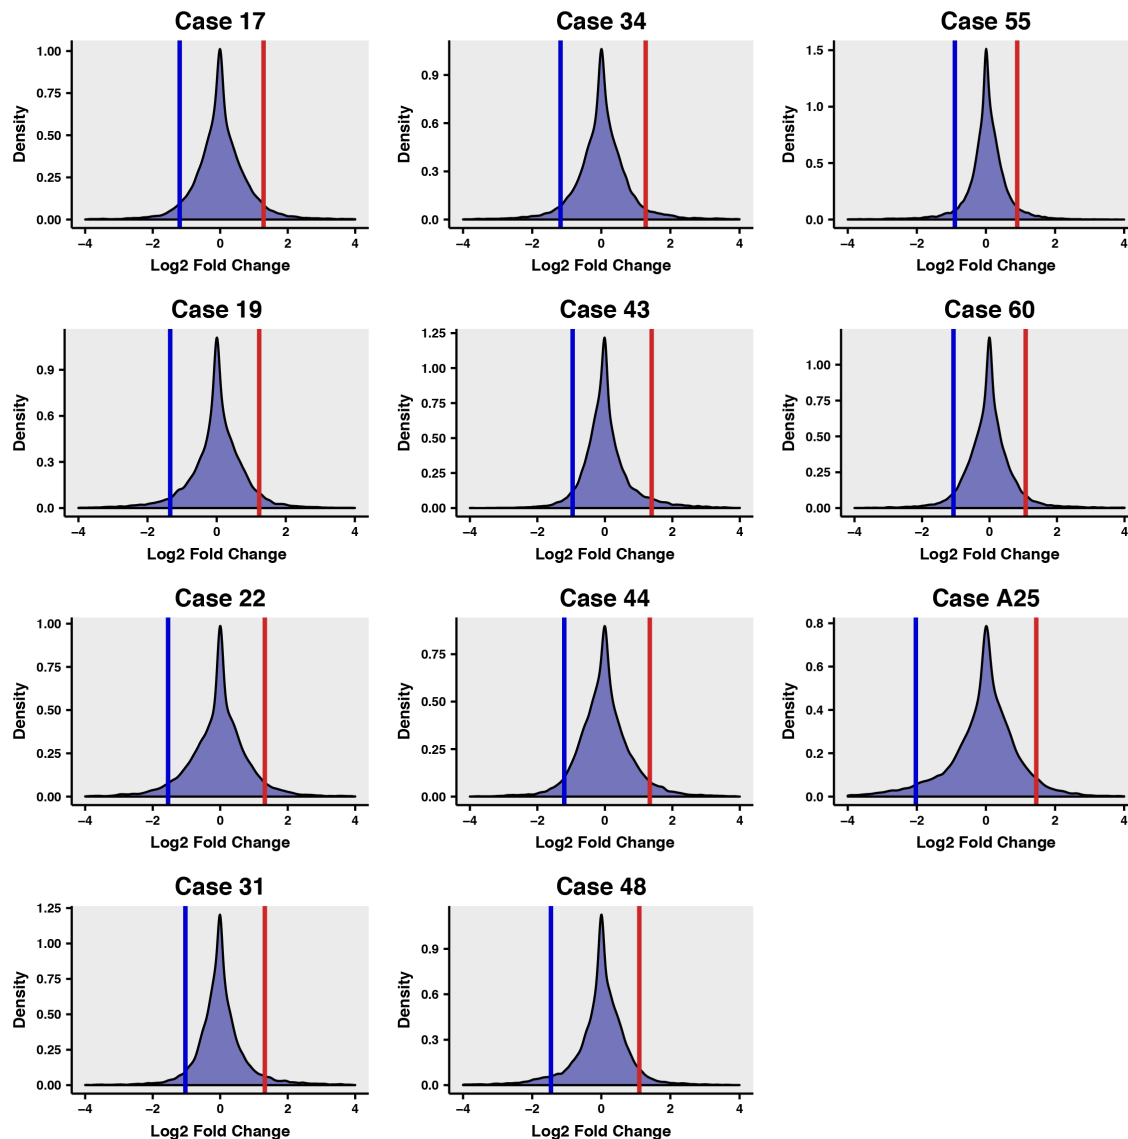 Case 17
Density
1.00
0.75
0.50
0.25
0.00
−4 −2 0 2 4
Log2 Fold Change
Case 34
Density
0.9
0.6
0.3
0.0
−4 −2 0 2 4
Log2 Fold Change
Case 55
Density
1.5
1.0
0.5
0.0
−4 −2 0 2 4
Log2 Fold Change
Case 19
Density
0.9
0.6
0.3
0.0
−4 −2 0 2 4
Log2 Fold Change
Case 43
Density
1.25
1.00
0.75
0.50
0.25
0.00
−4 −2 0 2 4
Log2 Fold Change
Case 60
Density
1.00
0.75
0.50
0.25
0.00
−4 −2 0 2 4
Log2 Fold Change
Case 22
Density
1.00
0.75
0.50
0.25
0.00
−4 −2 0 2 4
Log2 Fold Change
Case 44
Density
0.75
0.50
0.25
0.00
−4 −2 0 2 4
Log2 Fold Change
Case A25
Density
0.8
0.6
0.4
0.2
0.0
−4 −2 0 2 4
Log2 Fold Change
Case 31
Density
1.25
1.00
0.75
0.50
0.25
0.00
−4 −2 0 2 4
Log2 Fold Change
Case 48
Density
0.9
0.6
0.3
0.0
−4 −2 0 2 4
Log2 Fold Change